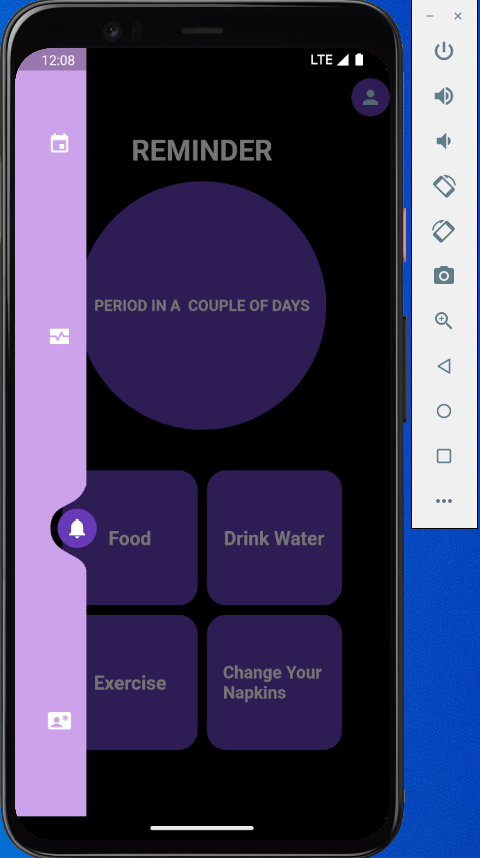 12:08
LTE
REMINDER
PERIOD IN A COUPLE OF DAYS
Food
Drink Water
Exercise
Change Your
Napkins